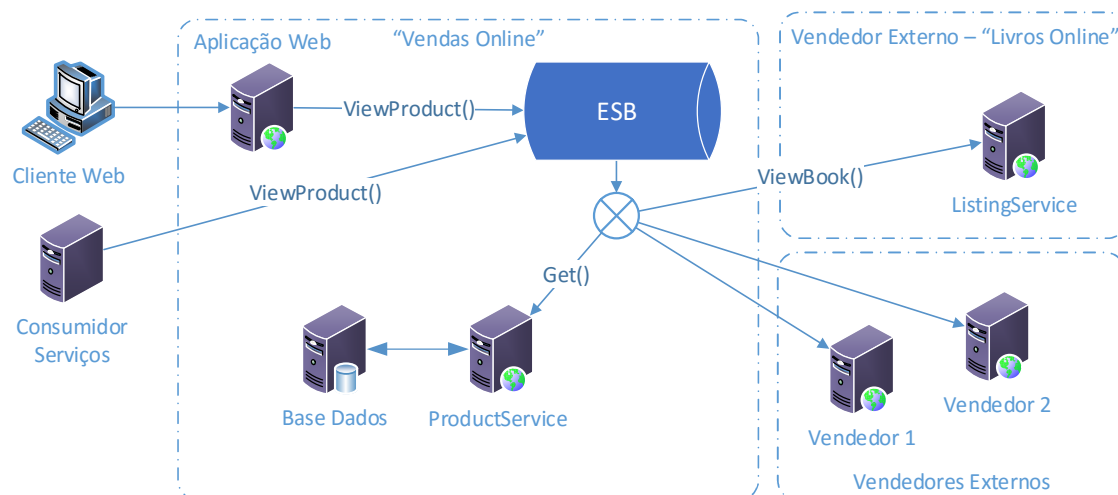 Aplicação Web
“Vendas Online”
Vendedor Externo – “Livros Online”
ViewProduct()
ESB
Cliente Web
ViewProduct()
ViewBook()
ListingService
Get()
Consumidor
Serviços
Base Dados
ProductService
Vendedor 1
Vendedor 2
Vendedores Externos